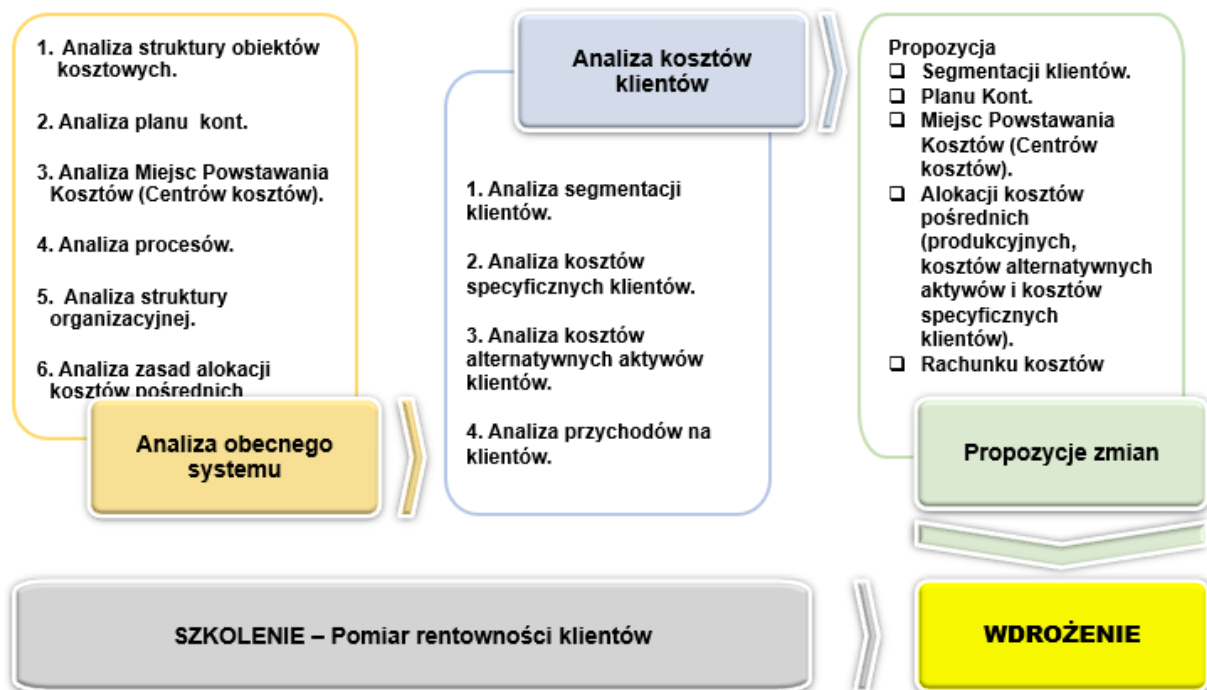 1. Analiza struktury obiektów
kosztowych.
2. Analiza planu kont.
3. Analiza Miejsc Powstawania
Kosztów (Centrów kosztów).
4. Analiza procesów.
5. Analiza struktury
organizacyjnej.
6. Analiza zasad alokacji
kosztów pośrednich
Analiza obecnego
systemu
Analiza kosztów
klientów
1. Analiza segmentacji
klientów.
2. Analiza kosztów
specyficznych klientów.
3. Analiza kosztów
alternatywnych aktywów
klientów.
4. Analiza przychodów na
klientów.
Propozycja
❑ Segmentacji klientów.
❑ Planu Kont.
❑ Miejsc Powstawania
Kosztów (Centrów
kosztów).
❑ Alokacji kosztów
pośrednich
(produkcyjnych,
kosztów alternatywnych
aktywów i kosztów
specyficznych
klientów).
❑ Rachunku kosztów
Propozycje zmian
SZKOLENIE – Pomiar rentowności klientów
WDROŻENIE